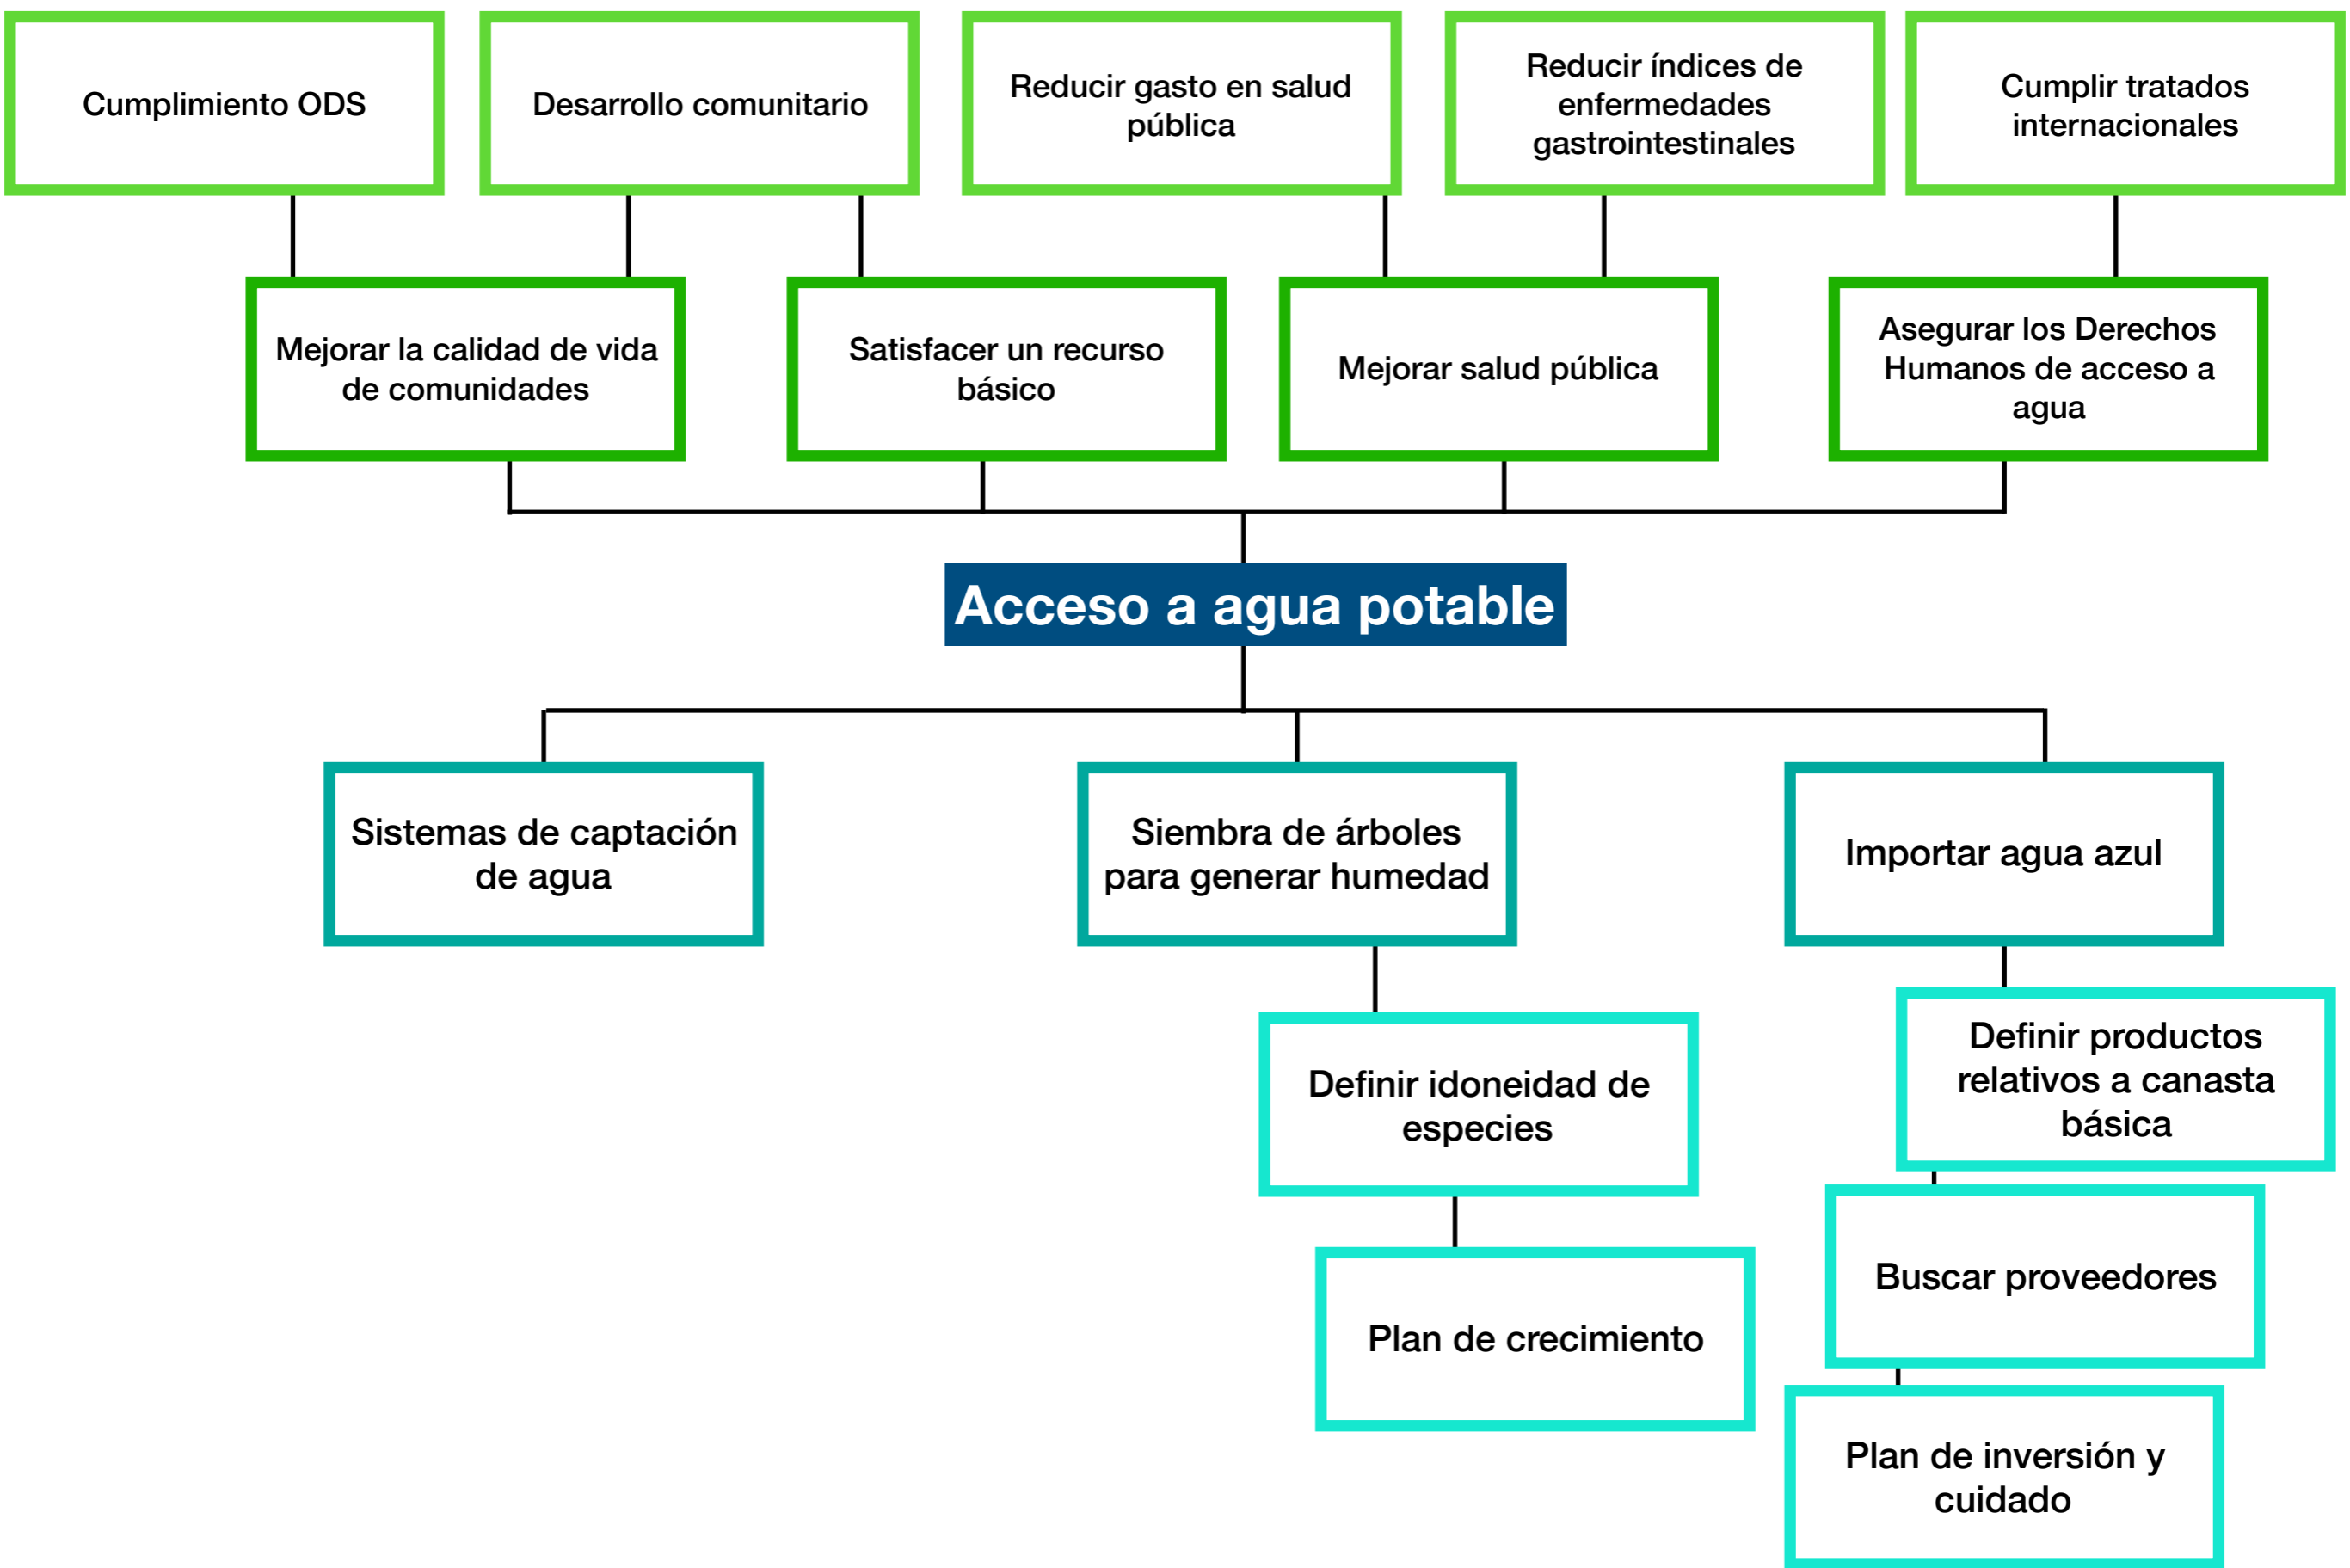 Cumplimiento ODS
Desarrollo comunitario
Reducir gasto en salud
pública
Reducir índices de
enfermedades
gastrointestinales
Cumplir tratados
internacionales
Mejorar la calidad de vida
de comunidades
Satisfacer un recurso
básico
Mejorar salud pública
Asegurar los Derechos
Humanos de acceso a
agua
Acceso a agua potable
Sistemas de captación
de agua
Siembra de árboles
para generar humedad
Importar agua azul
Definir idoneidad de
especies
Plan de crecimiento
Definir productos
relativos a canasta
básica
Buscar proveedores
Plan de inversión y
cuidado